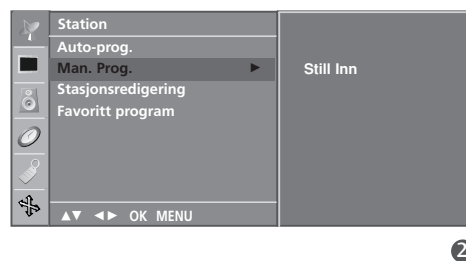 Station
Auto-prog.
Man. Prog. ►
Still Inn
Stasjonsredigering
Favoritt program
▲▼ ◄► OK MENU
2